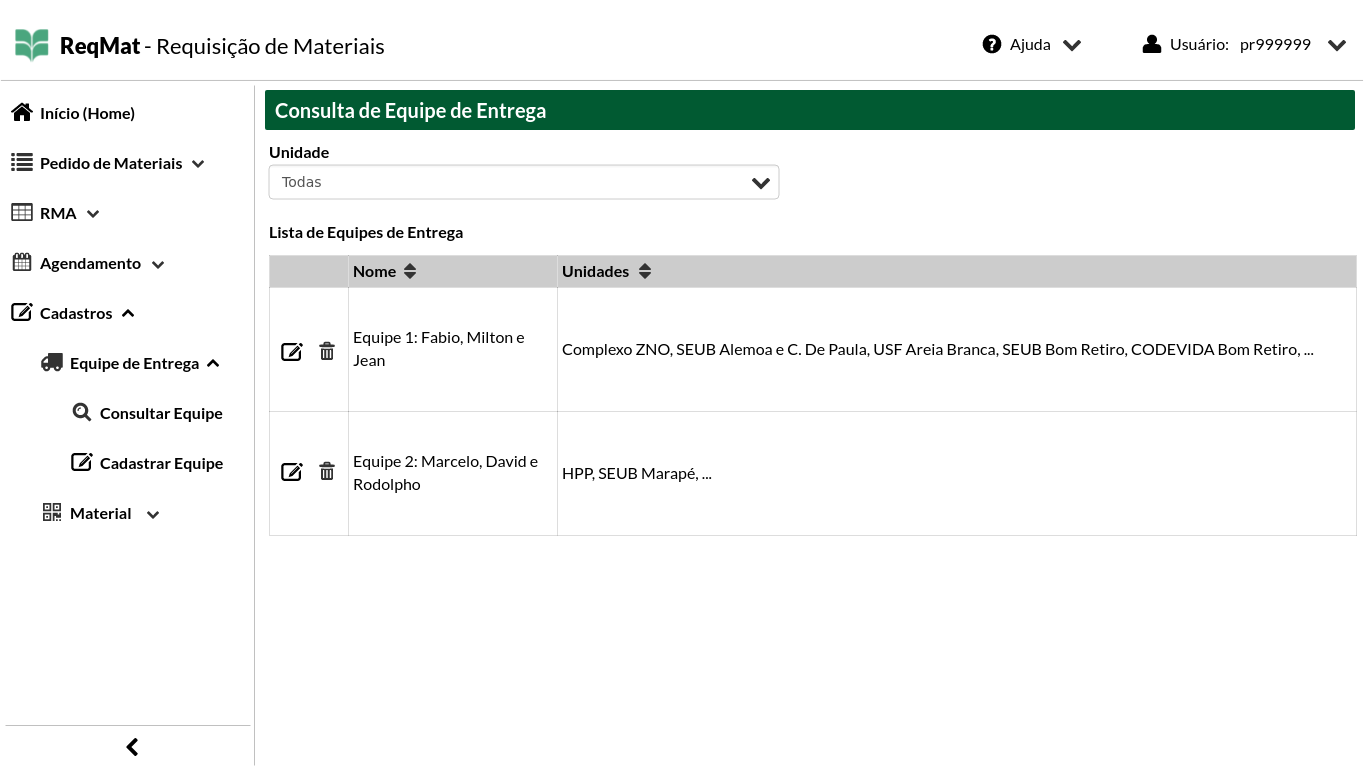 ReqMat - Requisição de Materiais
Ajuda
Usuário: pr999999
Início (Home)
Pedido de Materiais
RMA
Agendamento
Cadastros
Equipe de Entrega
Consultar Equipe
Cadastrar Equipe
Material
Consulta de Equipe de Entrega
Unidade
Todas
Lista de Equipes de Entrega
Nome
Unidades
Equipe 1: Fabio, Milton e
Jean
Complexo ZNO, SEUB Alemoa e C. De Paula, USF Areia Branca, SEUB Bom Retiro, CODEVIDA Bom Retiro, ...
Equipe 2: Marcelo, David e
Rodolpho
HPP, SEUB Marapé, ...